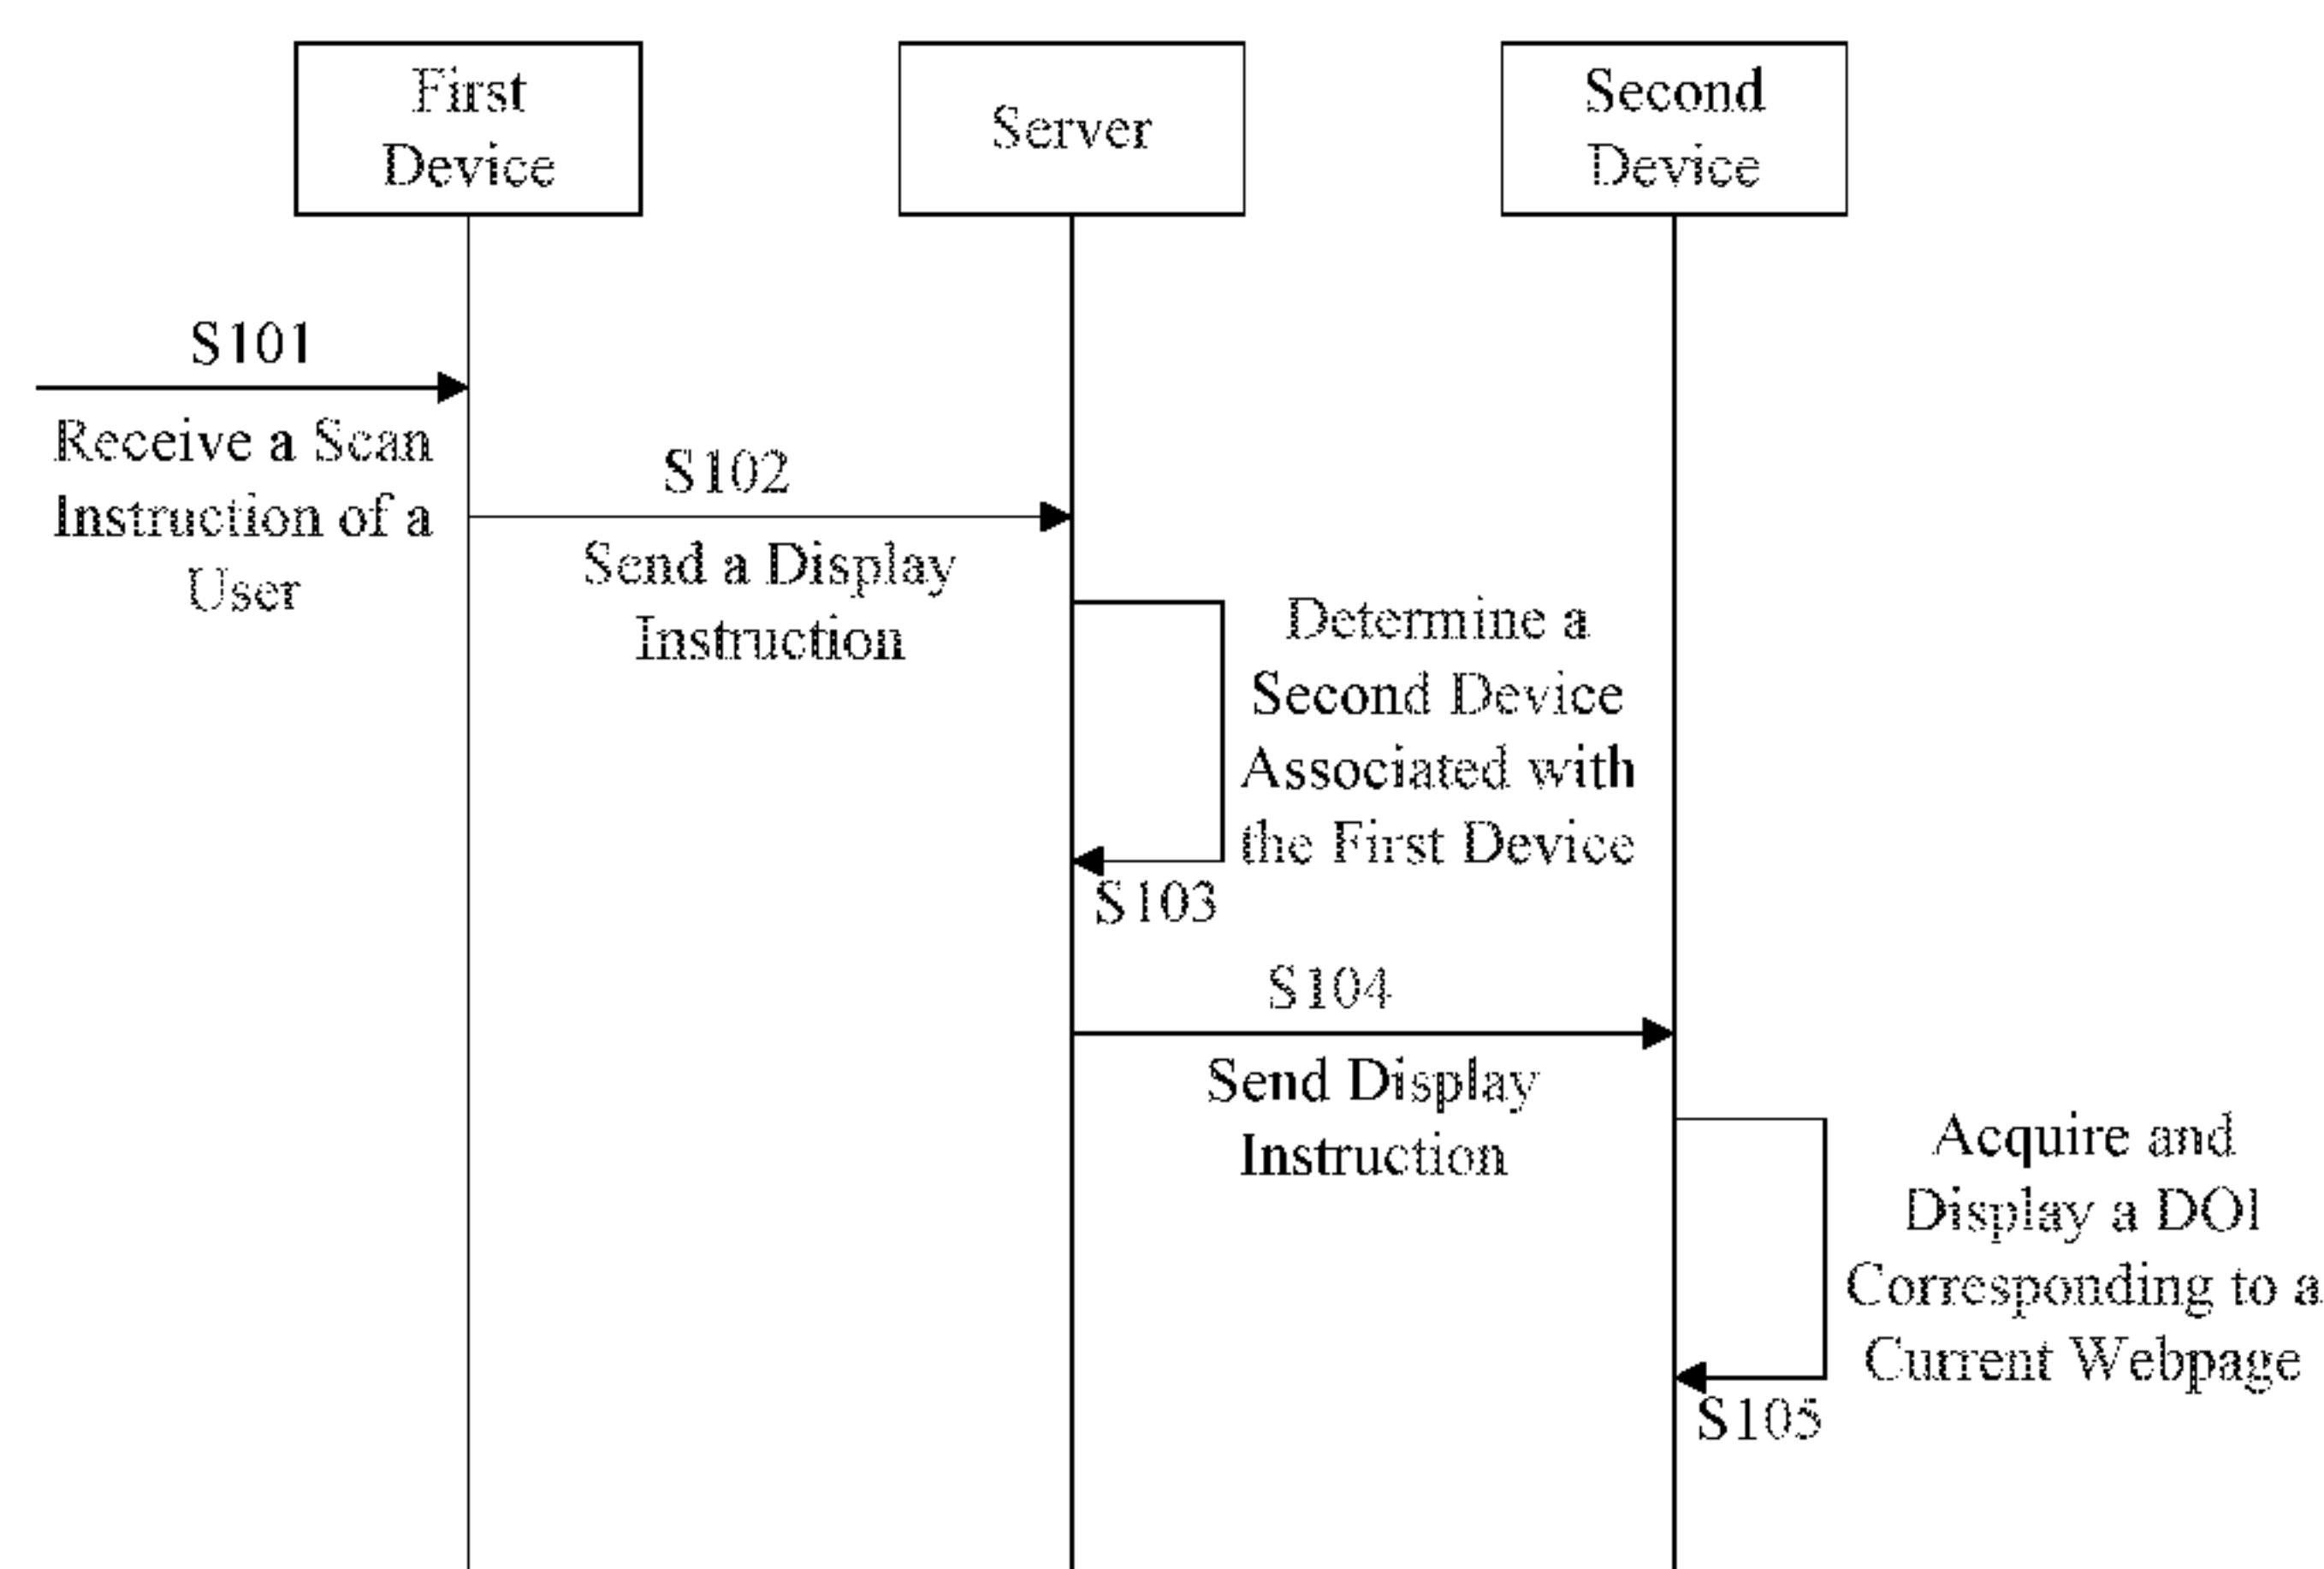 First
Device
Server
Second
Device
S101
Receive a Scan
Instruction of a
User
S102
Send a Display
Instruction
Determine a
Second Device
Associated with
the First Device
S103
S104
Send Display
Instruction
Acquire and
Display a DOI
Corresponding to a
Current Webpage
S105